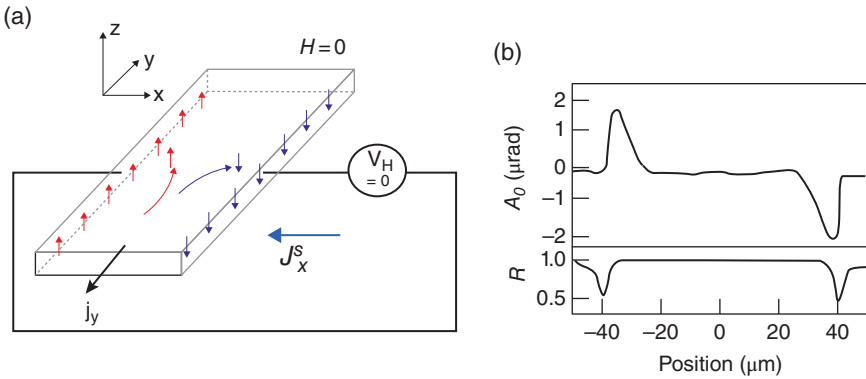 (a)
z
y
x
H = 0
V_H
= 0
J_x^s
j_y
(b)
2
1
0
−1
−2
A_0 (μrad)
1.0
0.5
R
−40 −20 0 20 40
Position (μm)